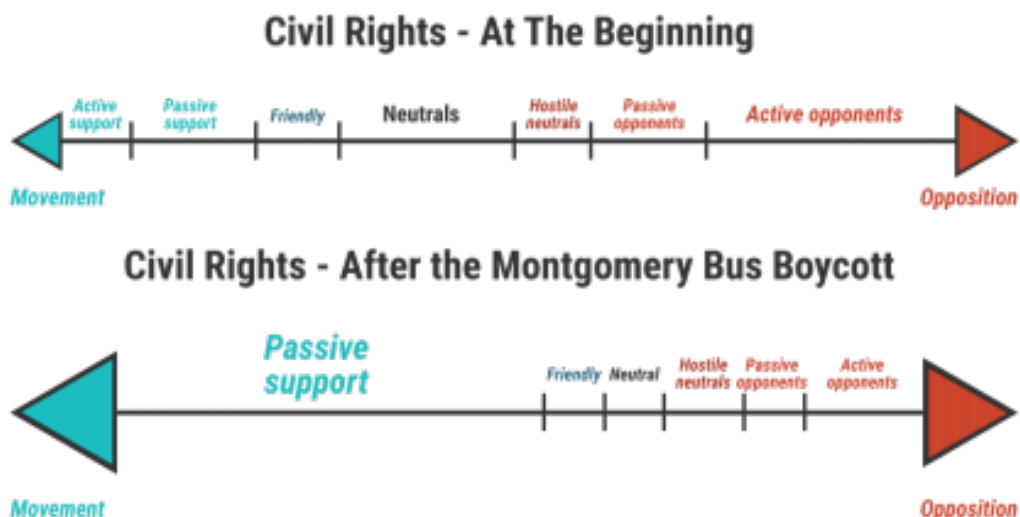 Civil Rights - At The Beginning
Active support
Passive support
Friendly
Neutrals
Hostile neutrals
Passive opponents
Active opponents
Movement
Opposition
Civil Rights - After the Montgomery Bus Boycott
Passive support
Friendly
Neutral
Hostile neutrals
Passive opponents
Active opponents
Movement
Opposition